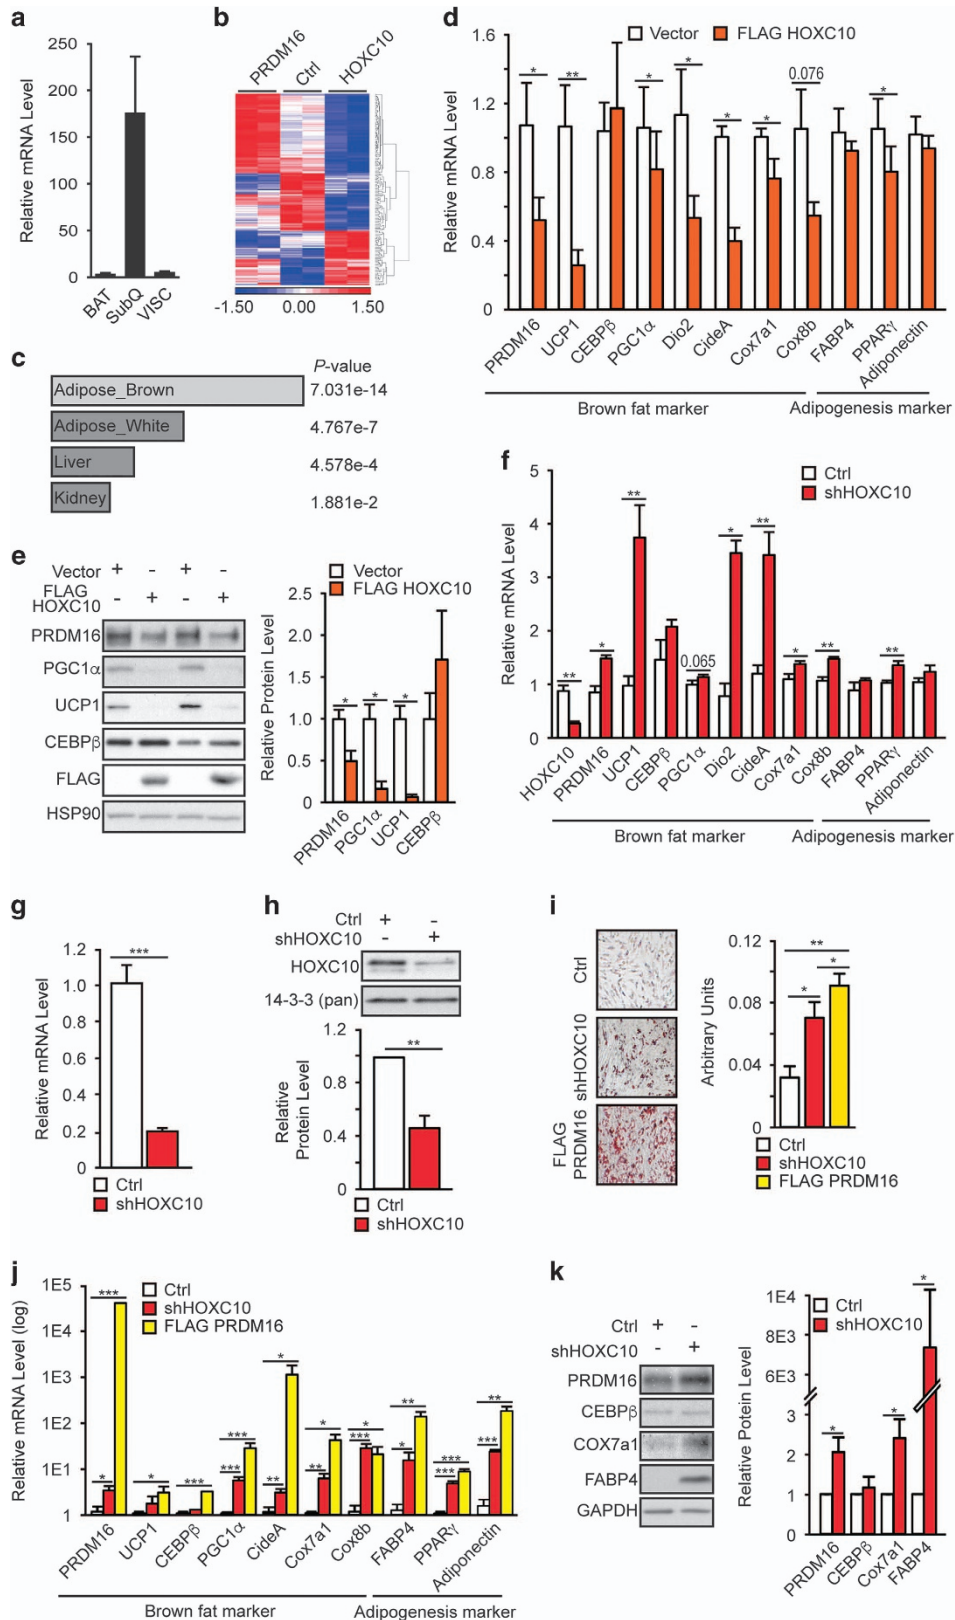 a
Relative mRNA Level
250
200
150
100
50
0
BAT
SubQ
VISC
b
PRDM16
Ctrl
HOXC10
-1.50 0.00 1.50
c
P-value
Adipose_Brown 7.031e-14
Adipose_White 4.767e-7
Liver 4.578e-4
Kidney 1.881e-2
d
Vector FLAG HOXC10
Relative mRNA Level
1.6
1.2
0.8
0.4
0
* ** * * * * 0.076 *
PRDM16
UCP1
CEBPβ
PGC1α
Dio2
CideA
Cox7a1
Cox8b
FABP4
PPARγ
Adiponectin
Brown fat marker
Adipogenesis marker
e
Vector + - + -
FLAG
HOXC10 - + - +
PRDM16
PGC1α
UCP1
CEBPβ
FLAG
HSP90
Vector
FLAG HOXC10
Relative Protein Level
2.5
2.0
1.5
1.0
0.5
0
* * *
PRDM16
PGC1α
UCP1
CEBPβ
f
Ctrl
shHOXC10
Relative mRNA Level
5
4
3
2
1
0
** * ** 0.065 * ** * ** **
HOXC10
PRDM16
UCP1
CEBPβ
PGC1α
Dio2
CideA
Cox7a1
Cox8b
FABP4
PPARγ
Adiponectin
Brown fat marker
Adipogenesis marker
g
Relative mRNA Level
1.2
1.0
0.8
0.6
0.4
0.2
0
***
Ctrl
shHOXC10
h
Ctrl + -
shHOXC10 - +
HOXC10
14-3-3 (pan)
Relative
Protein Level
1.2
0.8
0.4
0
**
Ctrl
shHOXC10
i
Ctrl
shHOXC10
FLAG
PRDM16
Arbitrary Units
0.12
0.08
0.04
0
**
* *
Ctrl
shHOXC10
FLAG PRDM16
j
Ctrl
shHOXC10
FLAG PRDM16
Relative mRNA Level (log)
1E5
1E4
1E3
1E2
1E1
1
*** * * *** *** *** * ** * ** * *** ** * *** *** ** ***
PRDM16
UCP1
CEBPβ
PGC1α
CideA
Cox7a1
Cox8b
FABP4
PPARγ
Adiponectin
Brown fat marker
Adipogenesis marker
k
Ctrl + -
shHOXC10 - +
PRDM16
CEBPβ
COX7a1
FABP4
GAPDH
Ctrl
shHOXC10
Relative Potein Level
1E4
8E3
6E3
3
2
1
0
* * *
PRDM16
CEBPβ
Cox7a1
FABP4